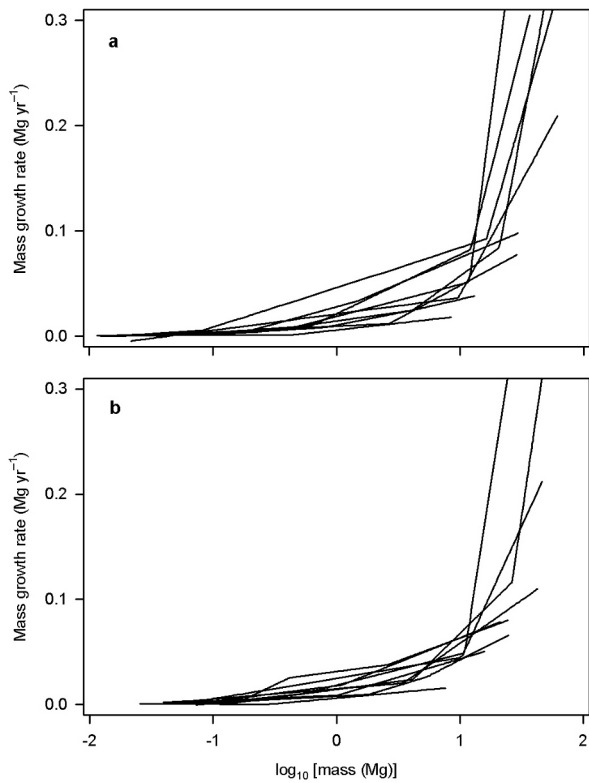 0.3
a
0.2
0.1
0.0
Mass growth rate (Mg yr⁻¹)
0.3
b
0.2
0.1
0.0
Mass growth rate (Mg yr⁻¹)
-2 -1 0 1 2
log₁₀ [mass (Mg)]